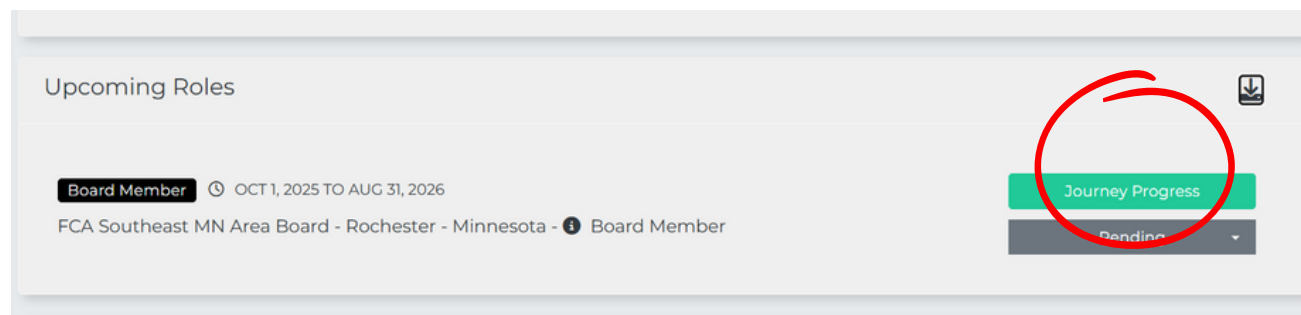 Upcoming Roles
Board Member OCT 1, 2025 TO AUG 31, 2026
Journey Progress
FCA Southeast MN Area Board - Rochester - Minnesota - Board Member
Pending